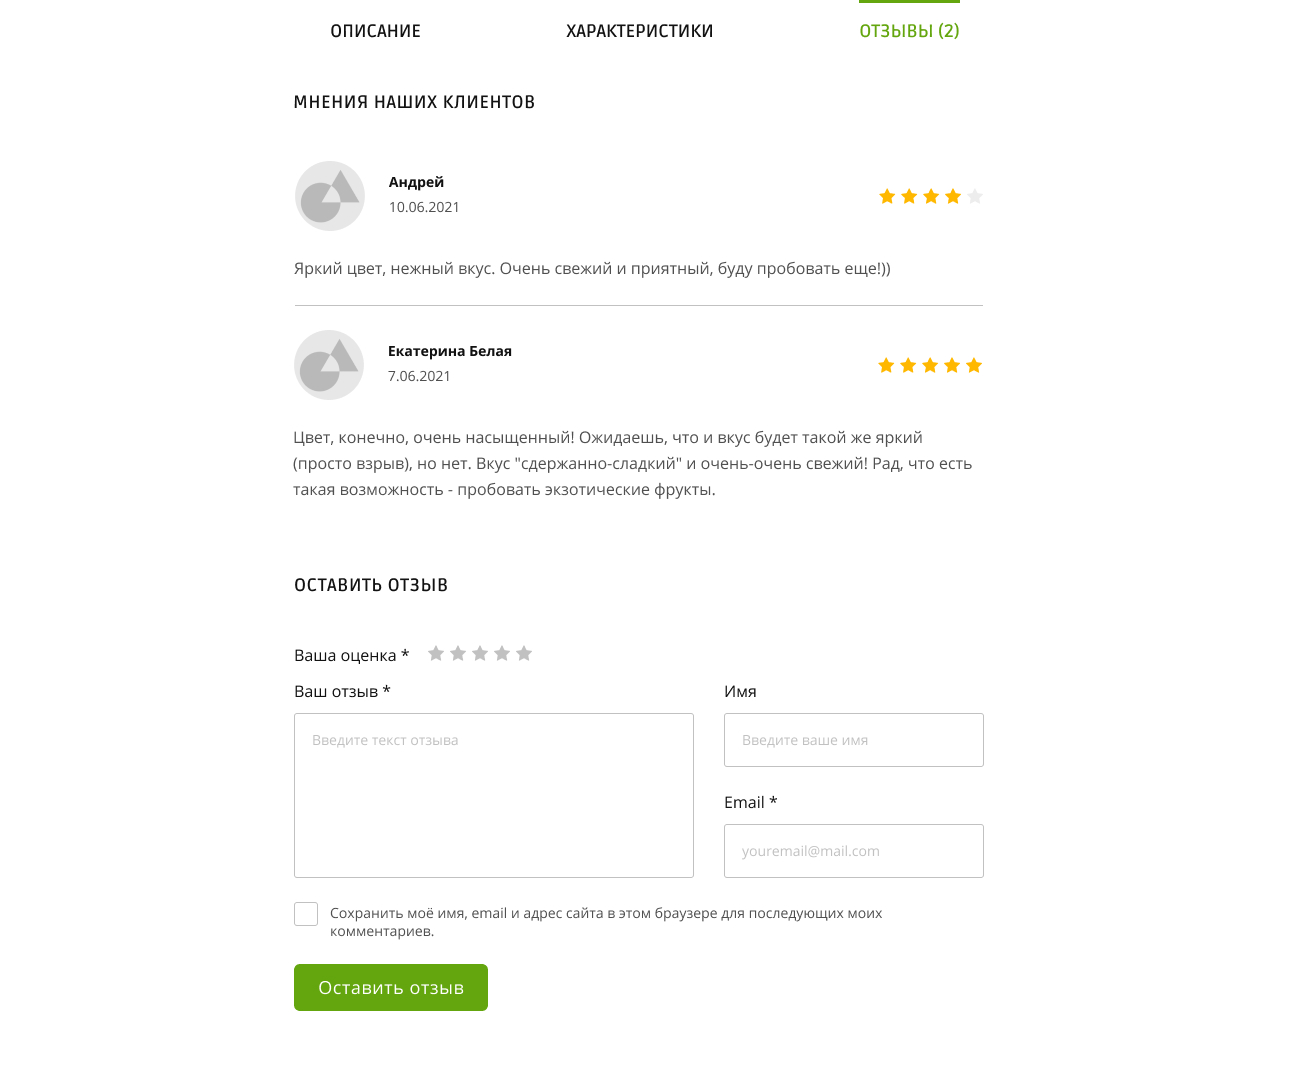 ОПИСАНИЕ ХАРАКТЕРИСТИКИ ОТЗЫВЫ (2)
МНЕНИЯ НАШИХ КЛИЕНТОВ
Андрей
10.06.2021
Яркий цвет, нежный вкус. Очень свежий и приятный, буду пробовать еще!))
Екатерина Белая
7.06.2021
Цвет, конечно, очень насыщенный! Ожидаешь, что и вкус будет такой же яркий
(просто взрыв), но нет. Вкус "сдержанно-сладкий" и очень-очень свежий! Рад, что есть
такая возможность - пробовать экзотические фрукты.
ОСТАВИТЬ ОТЗЫВ
Ваша оценка *
Ваш отзыв *
Введите текст отзыва
Имя
Введите ваше имя
Email *
youremail@mail.com
Сохранить моё имя, email и адрес сайта в этом браузере для последующих моих
комментариев.
Оставить отзыв